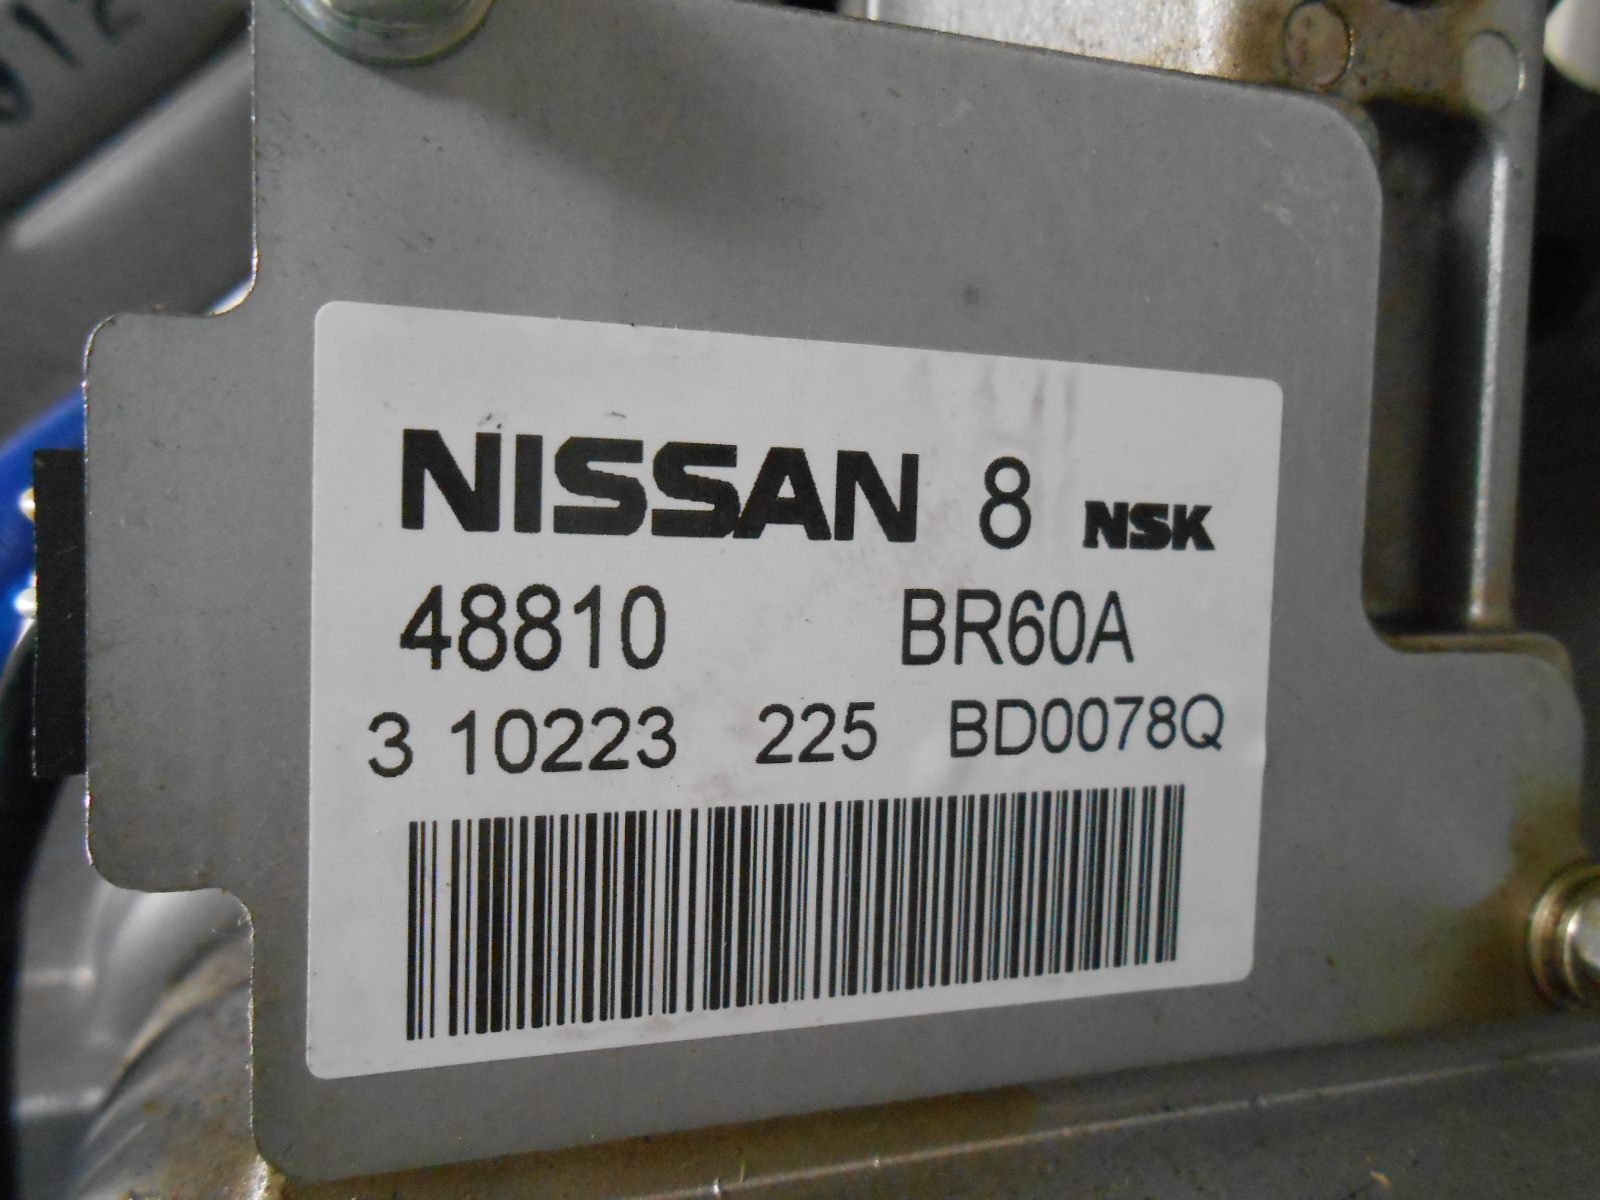 NISSAN 8 NSK
48810 BR60A
3 10223 225 BD0078Q